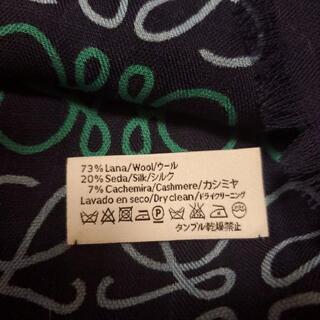 73% Lana/Wool/ウール
20% Seda/Silk/シルク
7% Cachemira/Cashmere/カシミヤ
Lavado en seco/Dry clean/ドライクリーニング
タンブル乾燥禁止